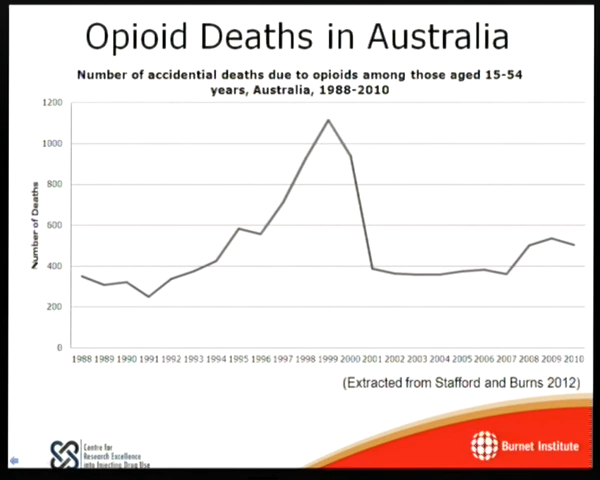 Opioid Deaths in Australia
Number of accidential deaths due to opioids among those aged 15-54
years, Australia, 1988-2010
Number of Deaths
1200
1000
800
600
400
200
0
1988 1989 1990 1991 1992 1993 1994 1995 1996 1997 1998 1999 2000 2001 2002 2003 2004 2005 2006 2007 2008 2009 2010
(Extracted from Stafford and Burns 2012)
Centre for
Research Excellence
into Injecting Drug Use
Burnet Institute